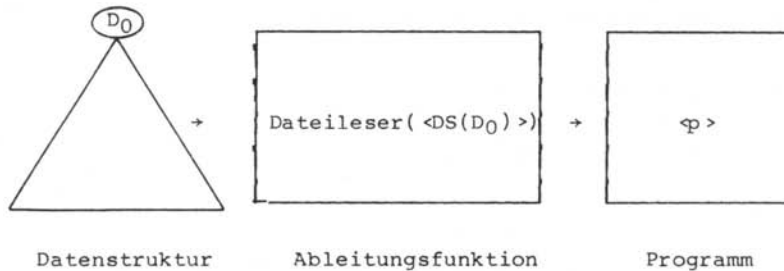 D0
→ Dateileser( <DS(D0)>) → <p>
Datenstruktur Ableitungsfunktion Programm